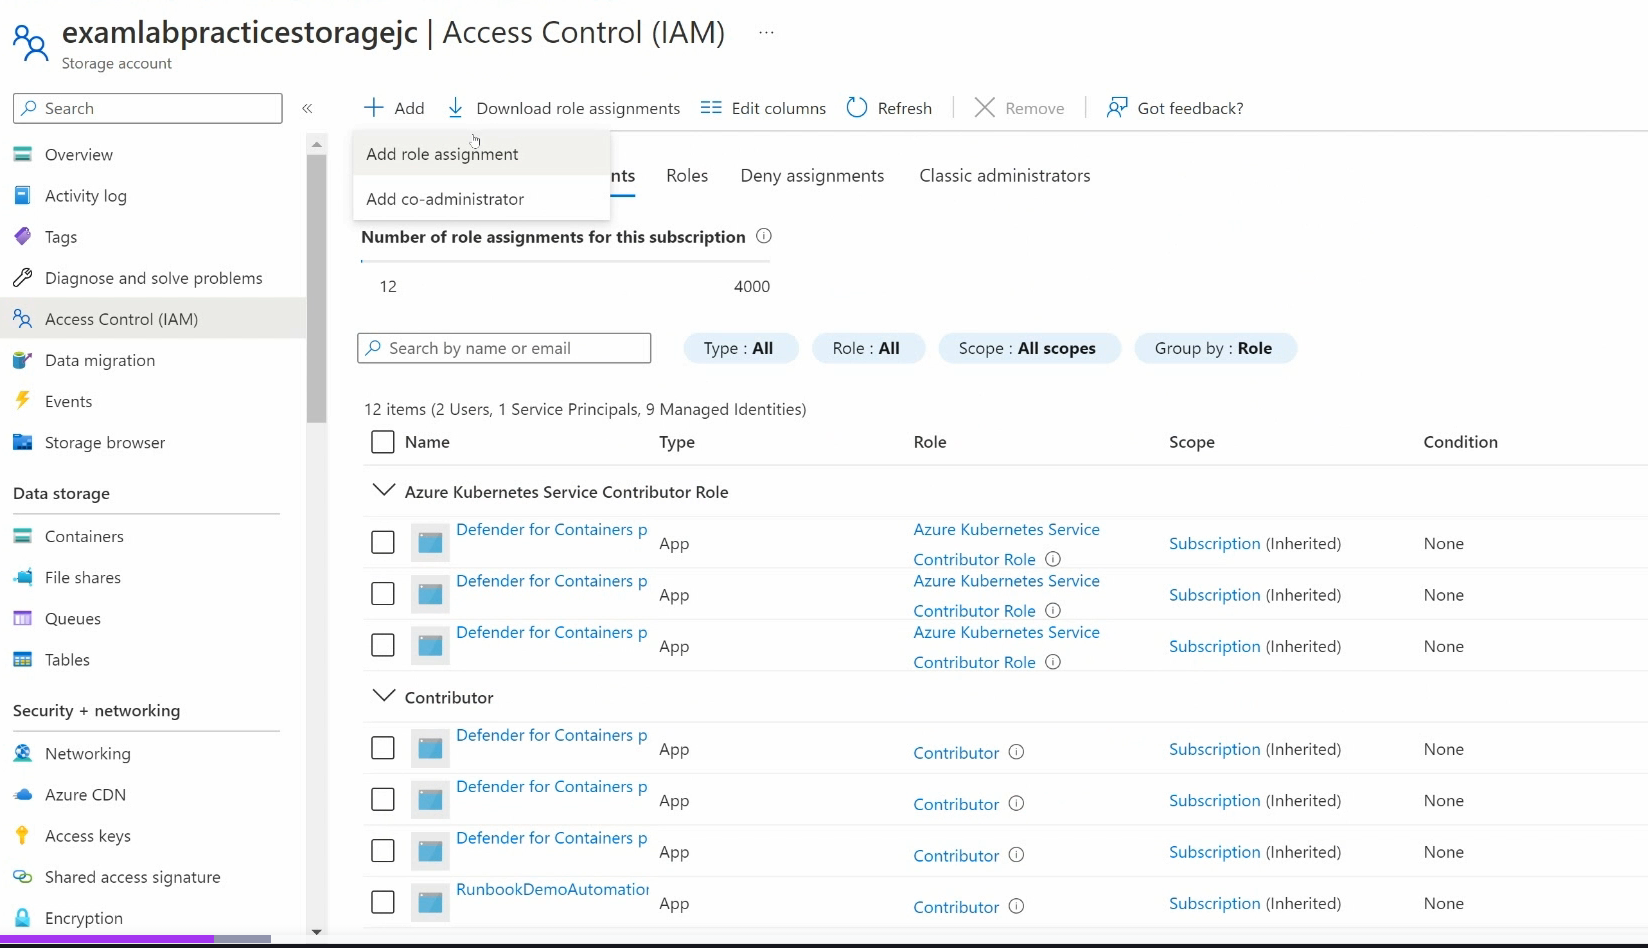 examlabpracticestoragejc | Access Control (IAM) ...
Storage account
Search
Overview
Activity log
Tags
Diagnose and solve problems
Access Control (IAM)
Data migration
Events
Storage browser
Data storage
Containers
File shares
Queues
Tables
Security + networking
Networking
Azure CDN
Access keys
Shared access signature
Encryption
Add Download role assignments Edit columns Refresh Remove Got feedback?
Add role assignment
Add co-administrator
nts Roles Deny assignments Classic administrators
Number of role assignments for this subscription
12 4000
Search by name or email Type : All Role : All Scope : All scopes Group by : Role
12 items (2 Users, 1 Service Principals, 9 Managed Identities)
Name Type Role Scope Condition
Azure Kubernetes Service Contributor Role
Defender for Containers p App Azure Kubernetes Service Subscription (Inherited) None
Contributor Role
Defender for Containers p App Azure Kubernetes Service Subscription (Inherited) None
Contributor Role
Defender for Containers p App Azure Kubernetes Service Subscription (Inherited) None
Contributor Role
Contributor
Defender for Containers p App Contributor Subscription (Inherited) None
Defender for Containers p App Contributor Subscription (Inherited) None
Defender for Containers p App Contributor Subscription (Inherited) None
RunbookDemoAutomation App Contributor Subscription (Inherited) None